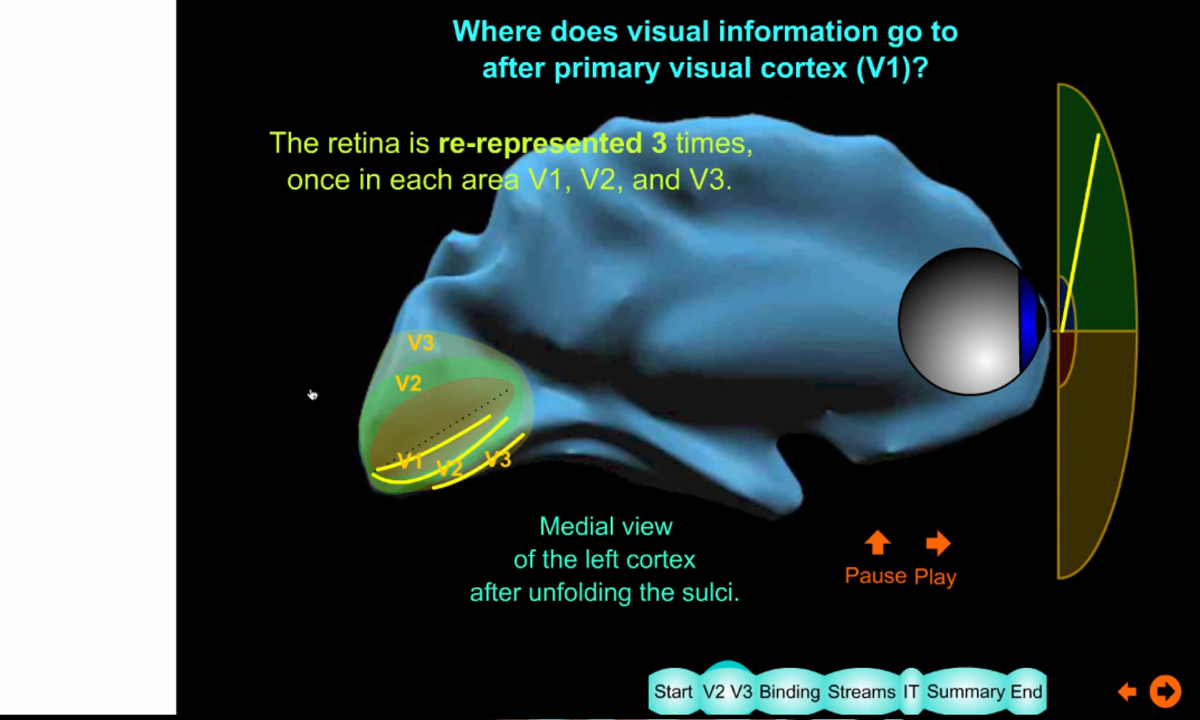 Where does visual information go to
after primary visual cortex (V1)?
The retina is re-represented 3 times,
once in each area V1, V2, and V3.
V3
V2
V1
V2
V3
Medial view
of the left cortex
after unfolding the sulci.
Pause Play
Start V2 V3 Binding Streams IT Summary End